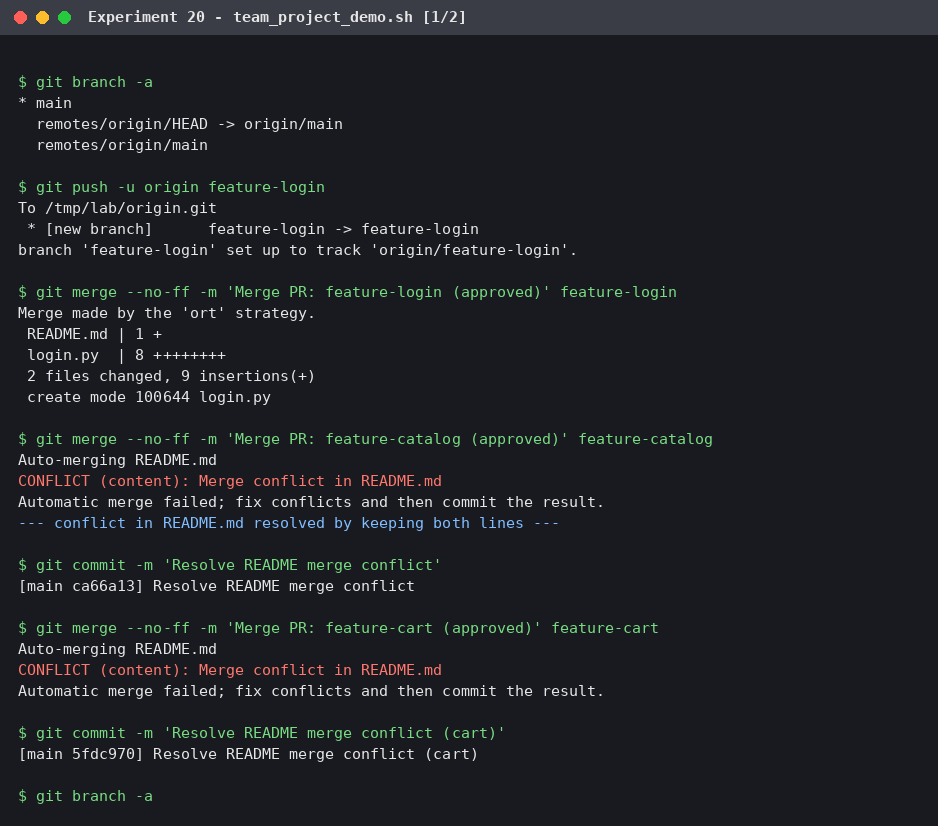 Experiment 20 - team_project_demo.sh [1/2]
$ git branch -a
* main
  remotes/origin/HEAD -> origin/main
  remotes/origin/main
$ git push -u origin feature-login
To /tmp/lab/origin.git
 * [new branch]      feature-login -> feature-login
branch 'feature-login' set up to track 'origin/feature-login'.
$ git merge --no-ff -m 'Merge PR: feature-login (approved)' feature-login
Merge made by the 'ort' strategy.
 README.md | 1 +
 login.py  | 8 ++++++++
 2 files changed, 9 insertions(+)
 create mode 100644 login.py
$ git merge --no-ff -m 'Merge PR: feature-catalog (approved)' feature-catalog
Auto-merging README.md
CONFLICT (content): Merge conflict in README.md
Automatic merge failed; fix conflicts and then commit the result.
--- conflict in README.md resolved by keeping both lines ---
$ git commit -m 'Resolve README merge conflict'
[main ca66a13] Resolve README merge conflict
$ git merge --no-ff -m 'Merge PR: feature-cart (approved)' feature-cart
Auto-merging README.md
CONFLICT (content): Merge conflict in README.md
Automatic merge failed; fix conflicts and then commit the result.
$ git commit -m 'Resolve README merge conflict (cart)'
[main 5fdc970] Resolve README merge conflict (cart)
$ git branch -a